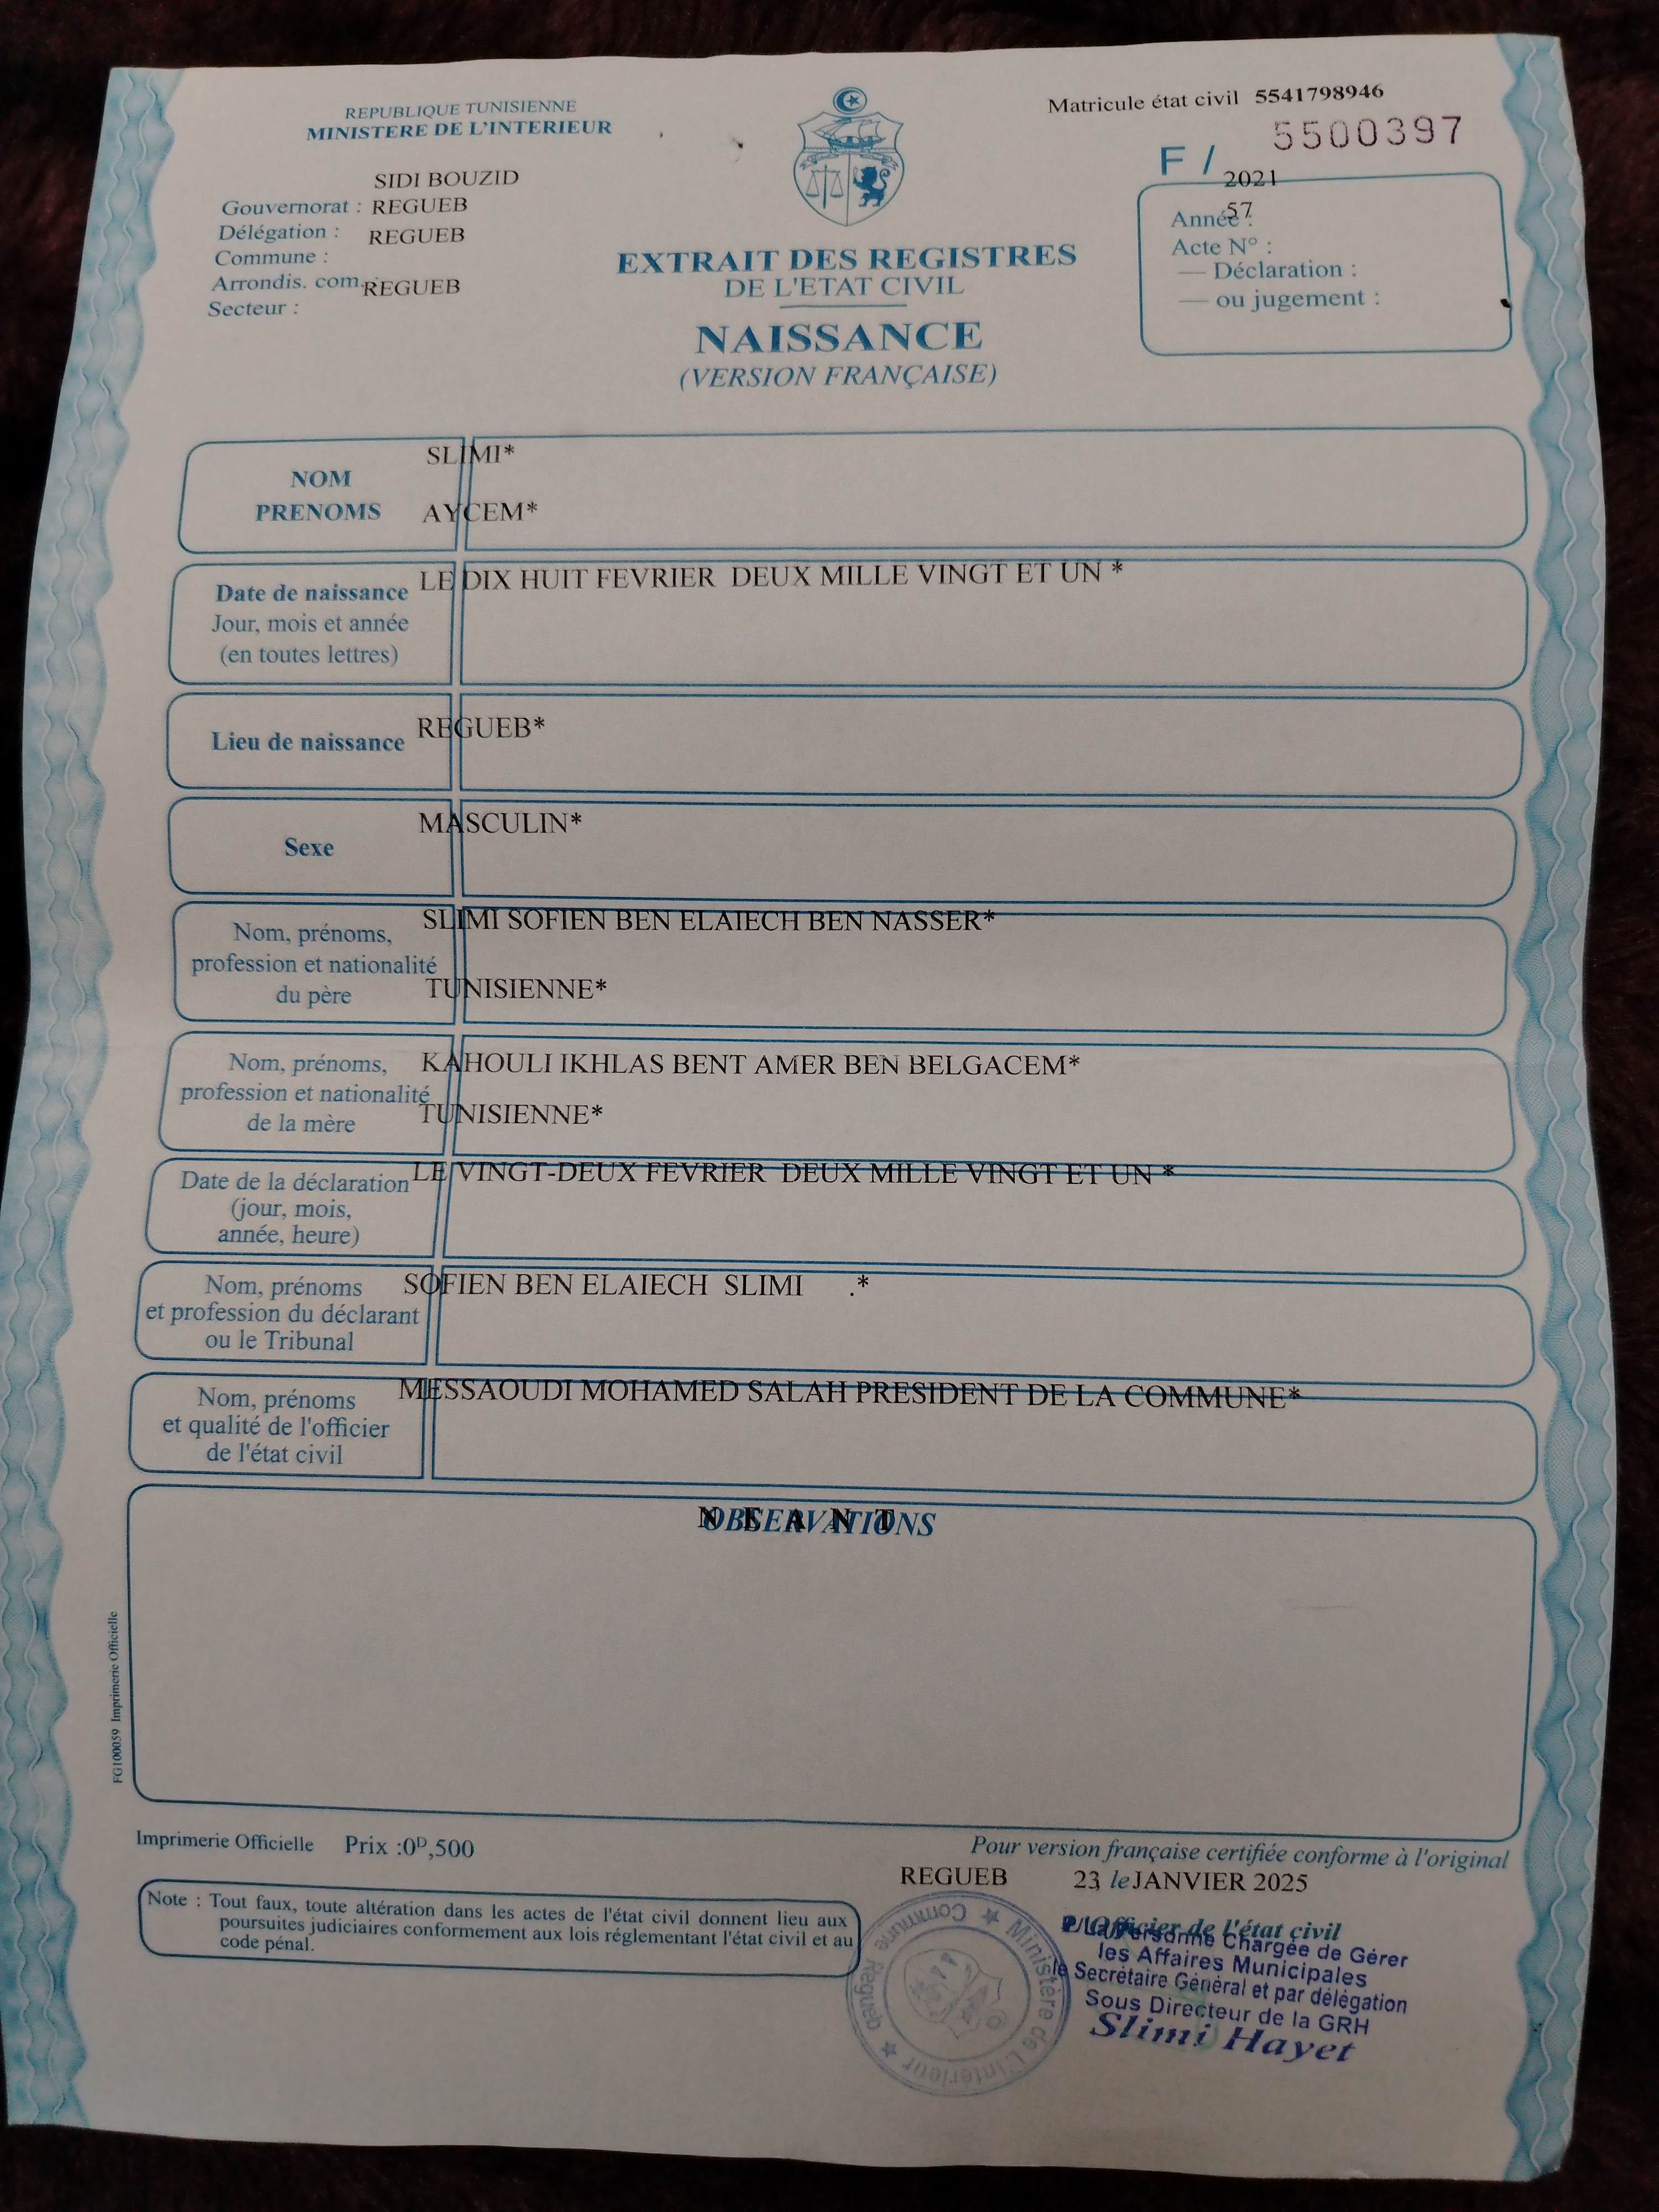 REPUBLIQUE TUNISIENNE
MINISTERE DE L'INTERIEUR
SIDI BOUZID
Gouvernorat : REGUEB
Délégation : REGUEB
Commune :
Arrondis. com. : REGUEB
Secteur :
EXTRAIT DES REGISTRES
DE L'ETAT CIVIL
NAISSANCE
(VERSION FRANÇAISE)
Matricule état civil 5541798946
5500397
F /
2021
57
Année :
Acte N° :
— Déclaration :
— ou jugement :
NOM
SLIMI*
PRENOMS
AYCEM*
Date de naissance
Jour, mois et année
(en toutes lettres)
LE DIX HUIT FEVRIER DEUX MILLE VINGT ET UN *
Lieu de naissance
REGUEB*
Sexe
MASCULIN*
Nom, prénoms,
profession et nationalité
du père
SLIMI SOFIEN BEN ELAIECH BEN NASSER*
TUNISIENNE*
Nom, prénoms,
profession et nationalité
de la mère
KAHOULI IKHLAS BENT AMER BEN BELGACEM*
TUNISIENNE*
Date de la déclaration
(jour, mois,
année, heure)
LE VINGT-DEUX FEVRIER DEUX MILLE VINGT ET UN *
Nom, prénoms
et profession du déclarant
ou le Tribunal
SOFIEN BEN ELAIECH SLIMI .*
Nom, prénoms
et qualité de l'officier
de l'état civil
MESSAOUDI MOHAMED SALAH PRESIDENT DE LA COMMUNE*
OBSERVATIONS
N E A N T
FG100059 Imprimerie Officielle
Imprimerie Officielle Prix :0D,500
Note : Tout faux, toute altération dans les actes de l'état civil donnent lieu aux
poursuites judiciaires conformement aux lois réglementant l'état civil et au
code pénal.
Pour version française certifiée conforme à l'original
REGUEB 23 le JANVIER 2025
L'Officier de l'état civil
P/La Personne Chargée de Gérer
les Affaires Municipales
le Secrétaire Général et par délégation
Sous Directeur de la GRH
Slimi Hayet
Ministère de L'intérieur ★ Commune Regueb ★